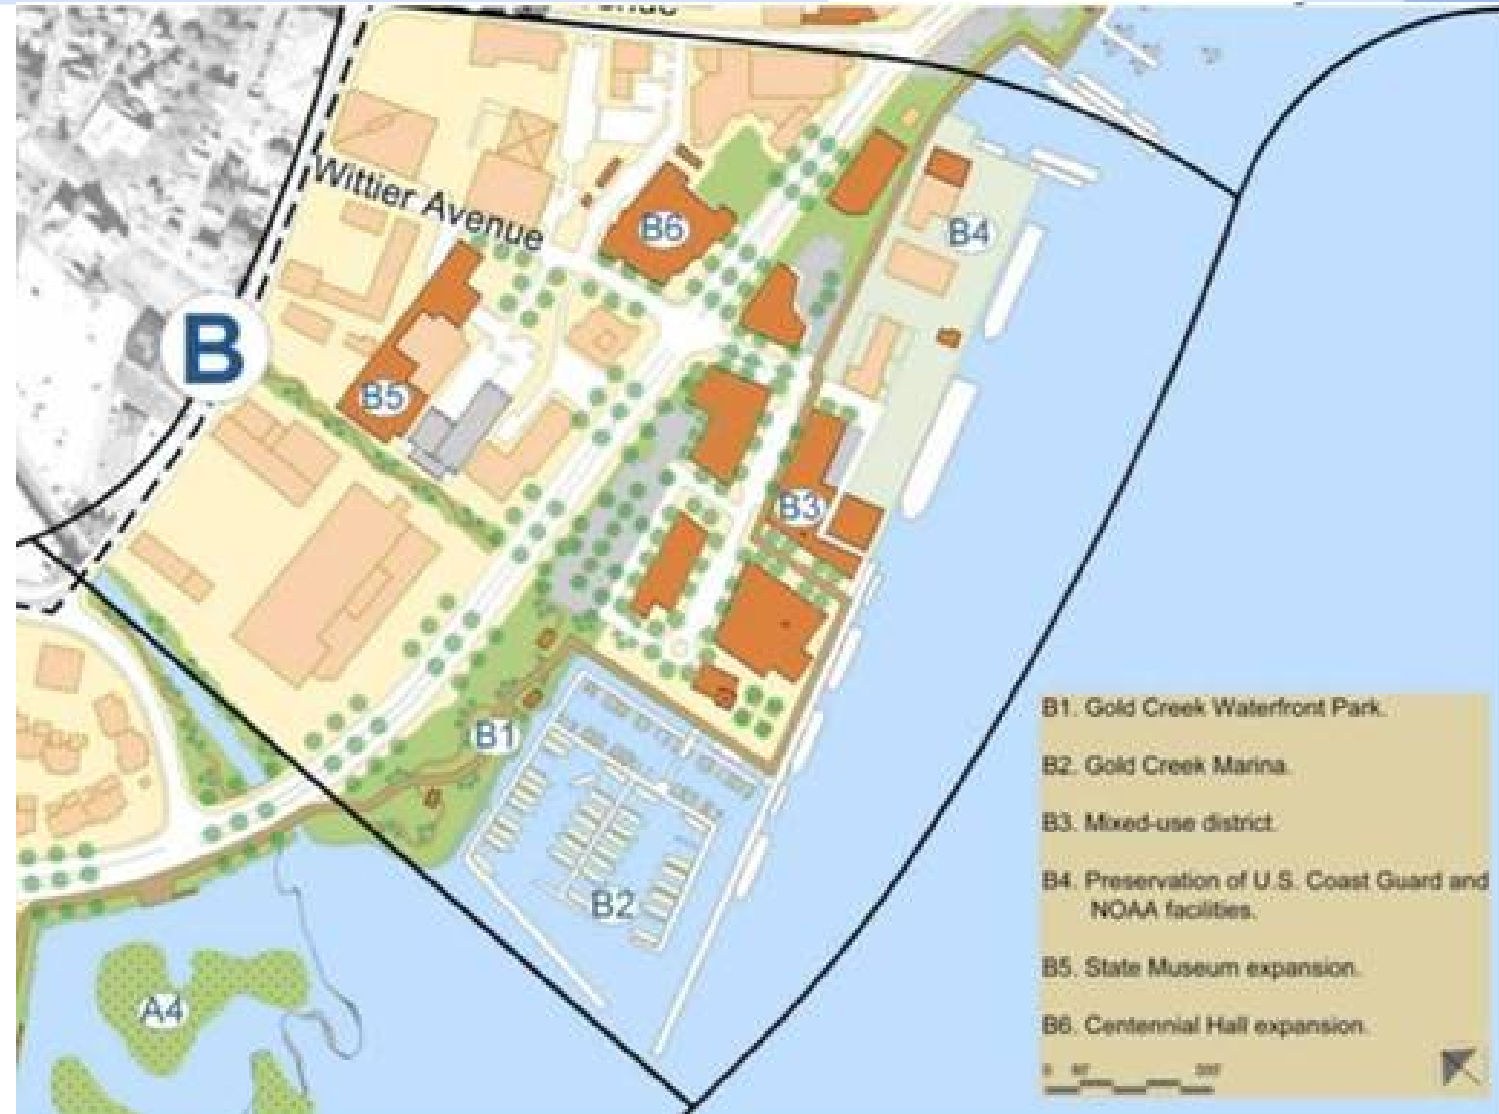 Wittier Avenue
B6
B4
B
B5
B3
B1
B2
A4
B1. Gold Creek Waterfront Park.
B2. Gold Creek Marina.
B3. Mixed-use district.
B4. Preservation of U.S. Coast Guard and
NOAA facilities.
B5. State Museum expansion.
B6. Centennial Hall expansion.
0